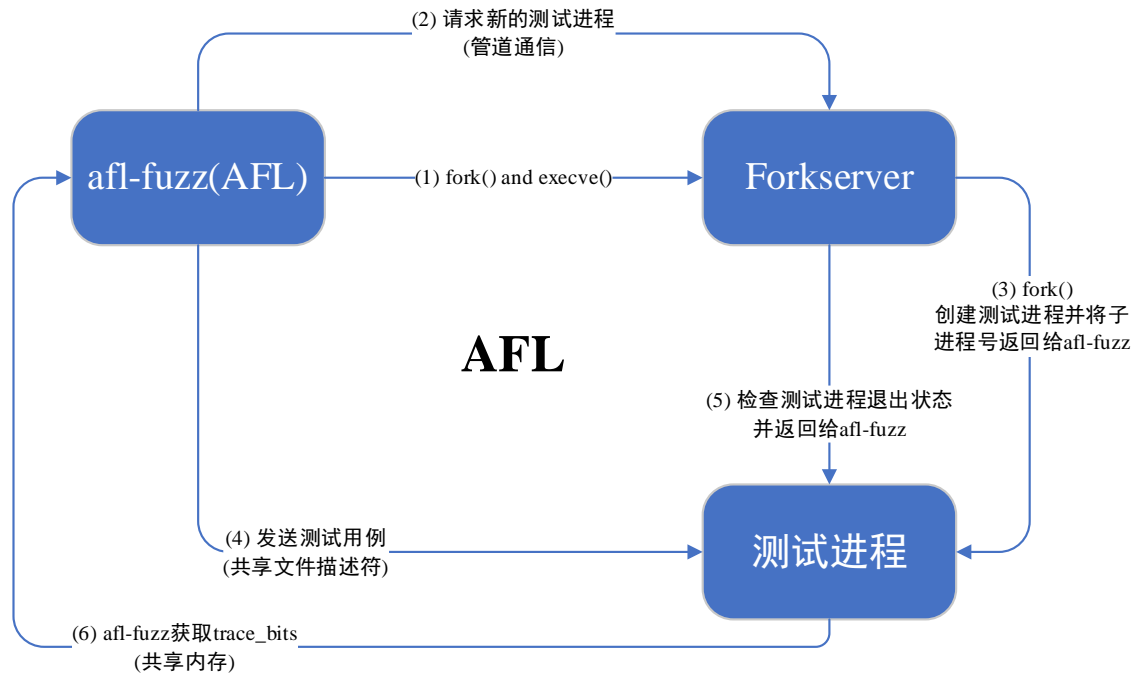 (2) 请求新的测试进程
(管道通信)
afl-fuzz(AFL)
(1) fork() and execve()
Forkserver
(3) fork()
创建测试进程并将子
进程号返回给afl-fuzz
AFL
(5) 检查测试进程退出状态
并返回给afl-fuzz
(4) 发送测试用例
(共享文件描述符)
测试进程
(6) afl-fuzz获取trace_bits
(共享内存)